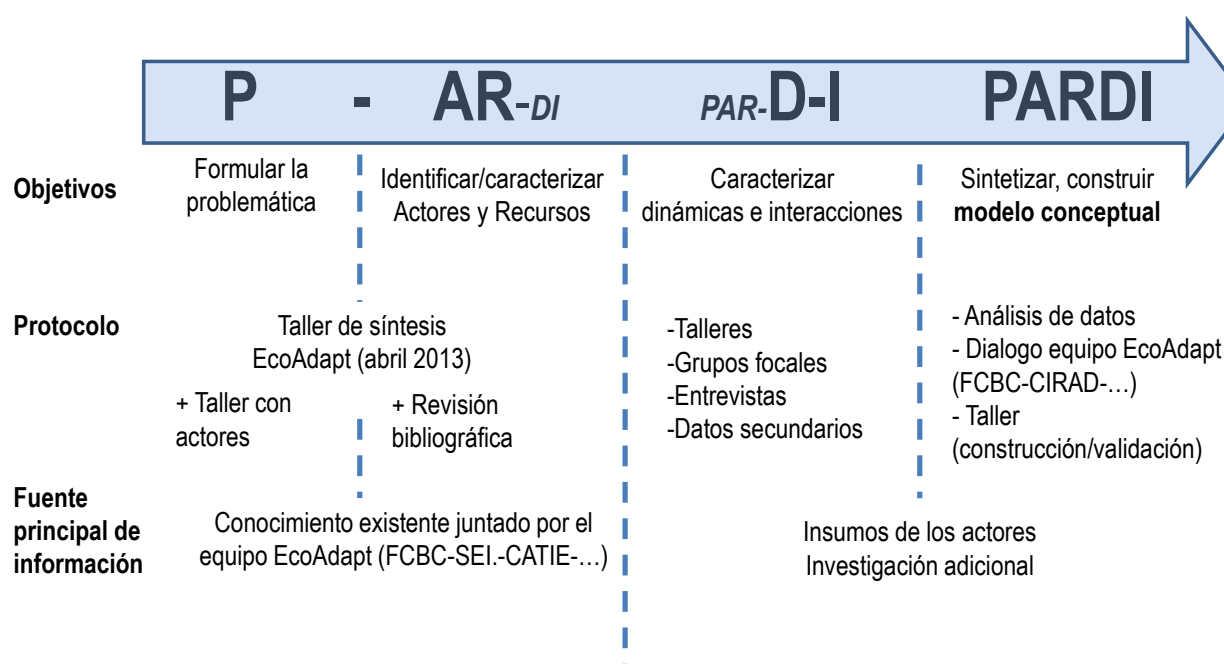 P - AR-DI PAR-D-I PARDI
Objetivos
Formular la
problemática
Identificar/caracterizar
Actores y Recursos
Caracterizar
dinámicas e interacciones
Sintetizar, construir
modelo conceptual
Protocolo
Taller de síntesis
EcoAdapt (abril 2013)
+ Taller con
actores
+ Revisión
bibliográfica
-Talleres
-Grupos focales
-Entrevistas
-Datos secundarios
- Análisis de datos
- Dialogo equipo EcoAdapt
(FCBC-CIRAD-…)
- Taller
(construcción/validación)
Fuente
principal de
información
Conocimiento existente juntado por el
equipo EcoAdapt (FCBC-SEI.-CATIE-…)
Insumos de los actores
Investigación adicional